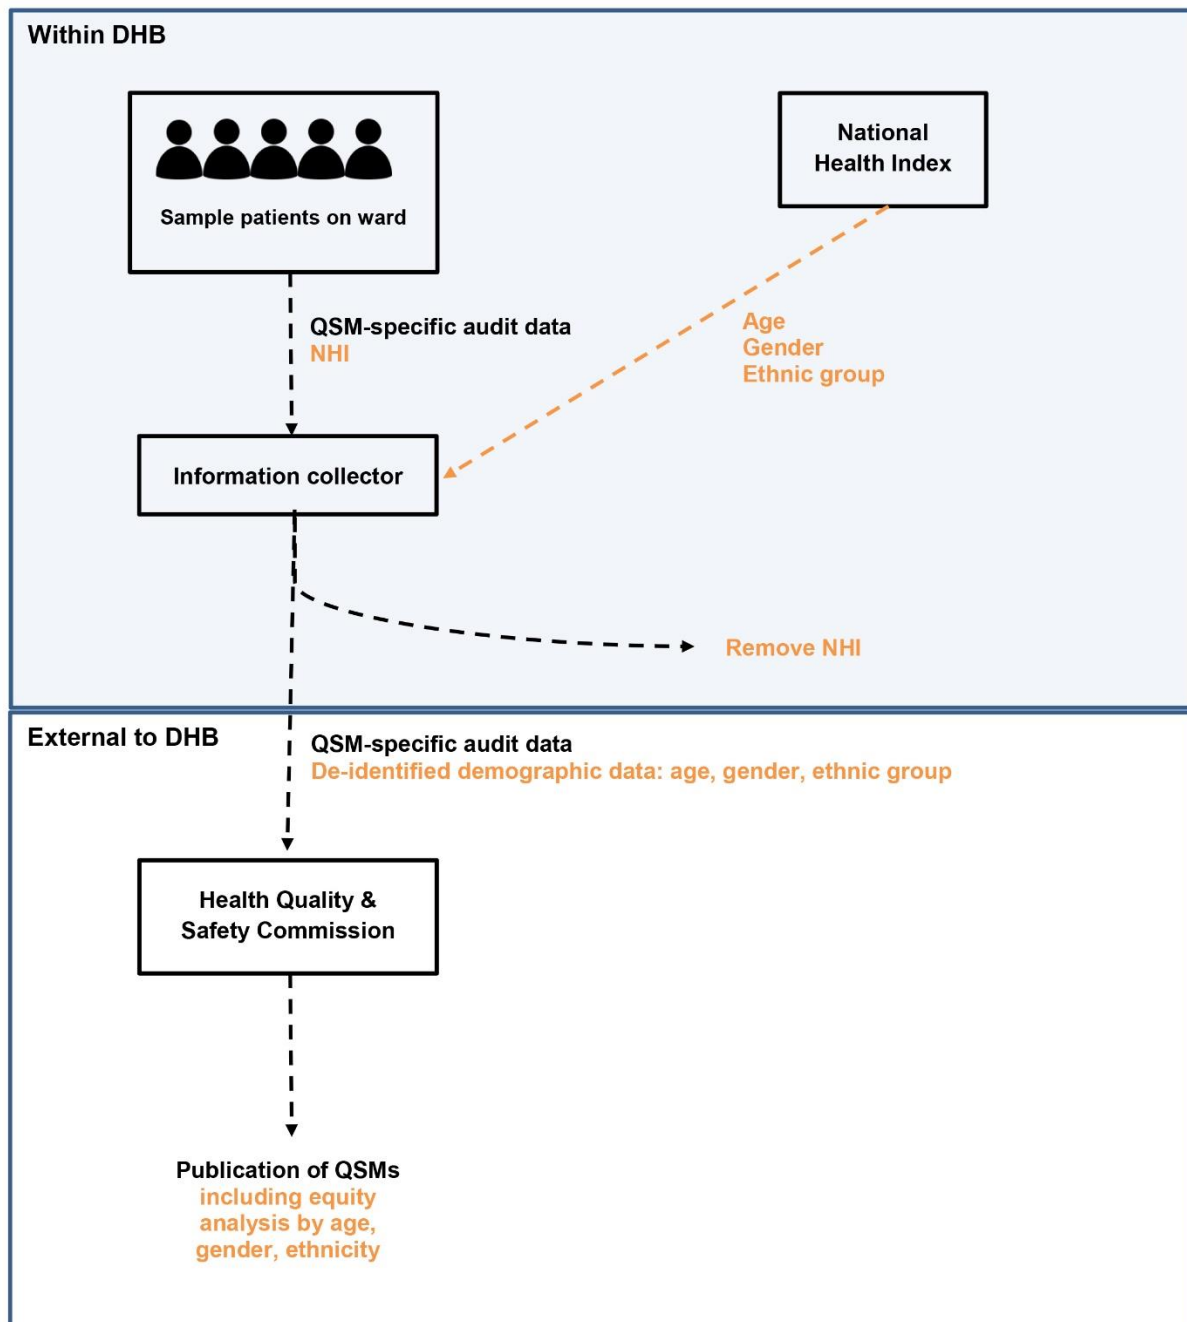 Within DHB
Sample patients on ward
National
Health Index
QSM-specific audit data
NHI
Age
Gender
Ethnic group
Information collector
Remove NHI
External to DHB
QSM-specific audit data
De-identified demographic data: age, gender, ethnic group
Health Quality &
Safety Commission
Publication of QSMs
including equity
analysis by age,
gender, ethnicity